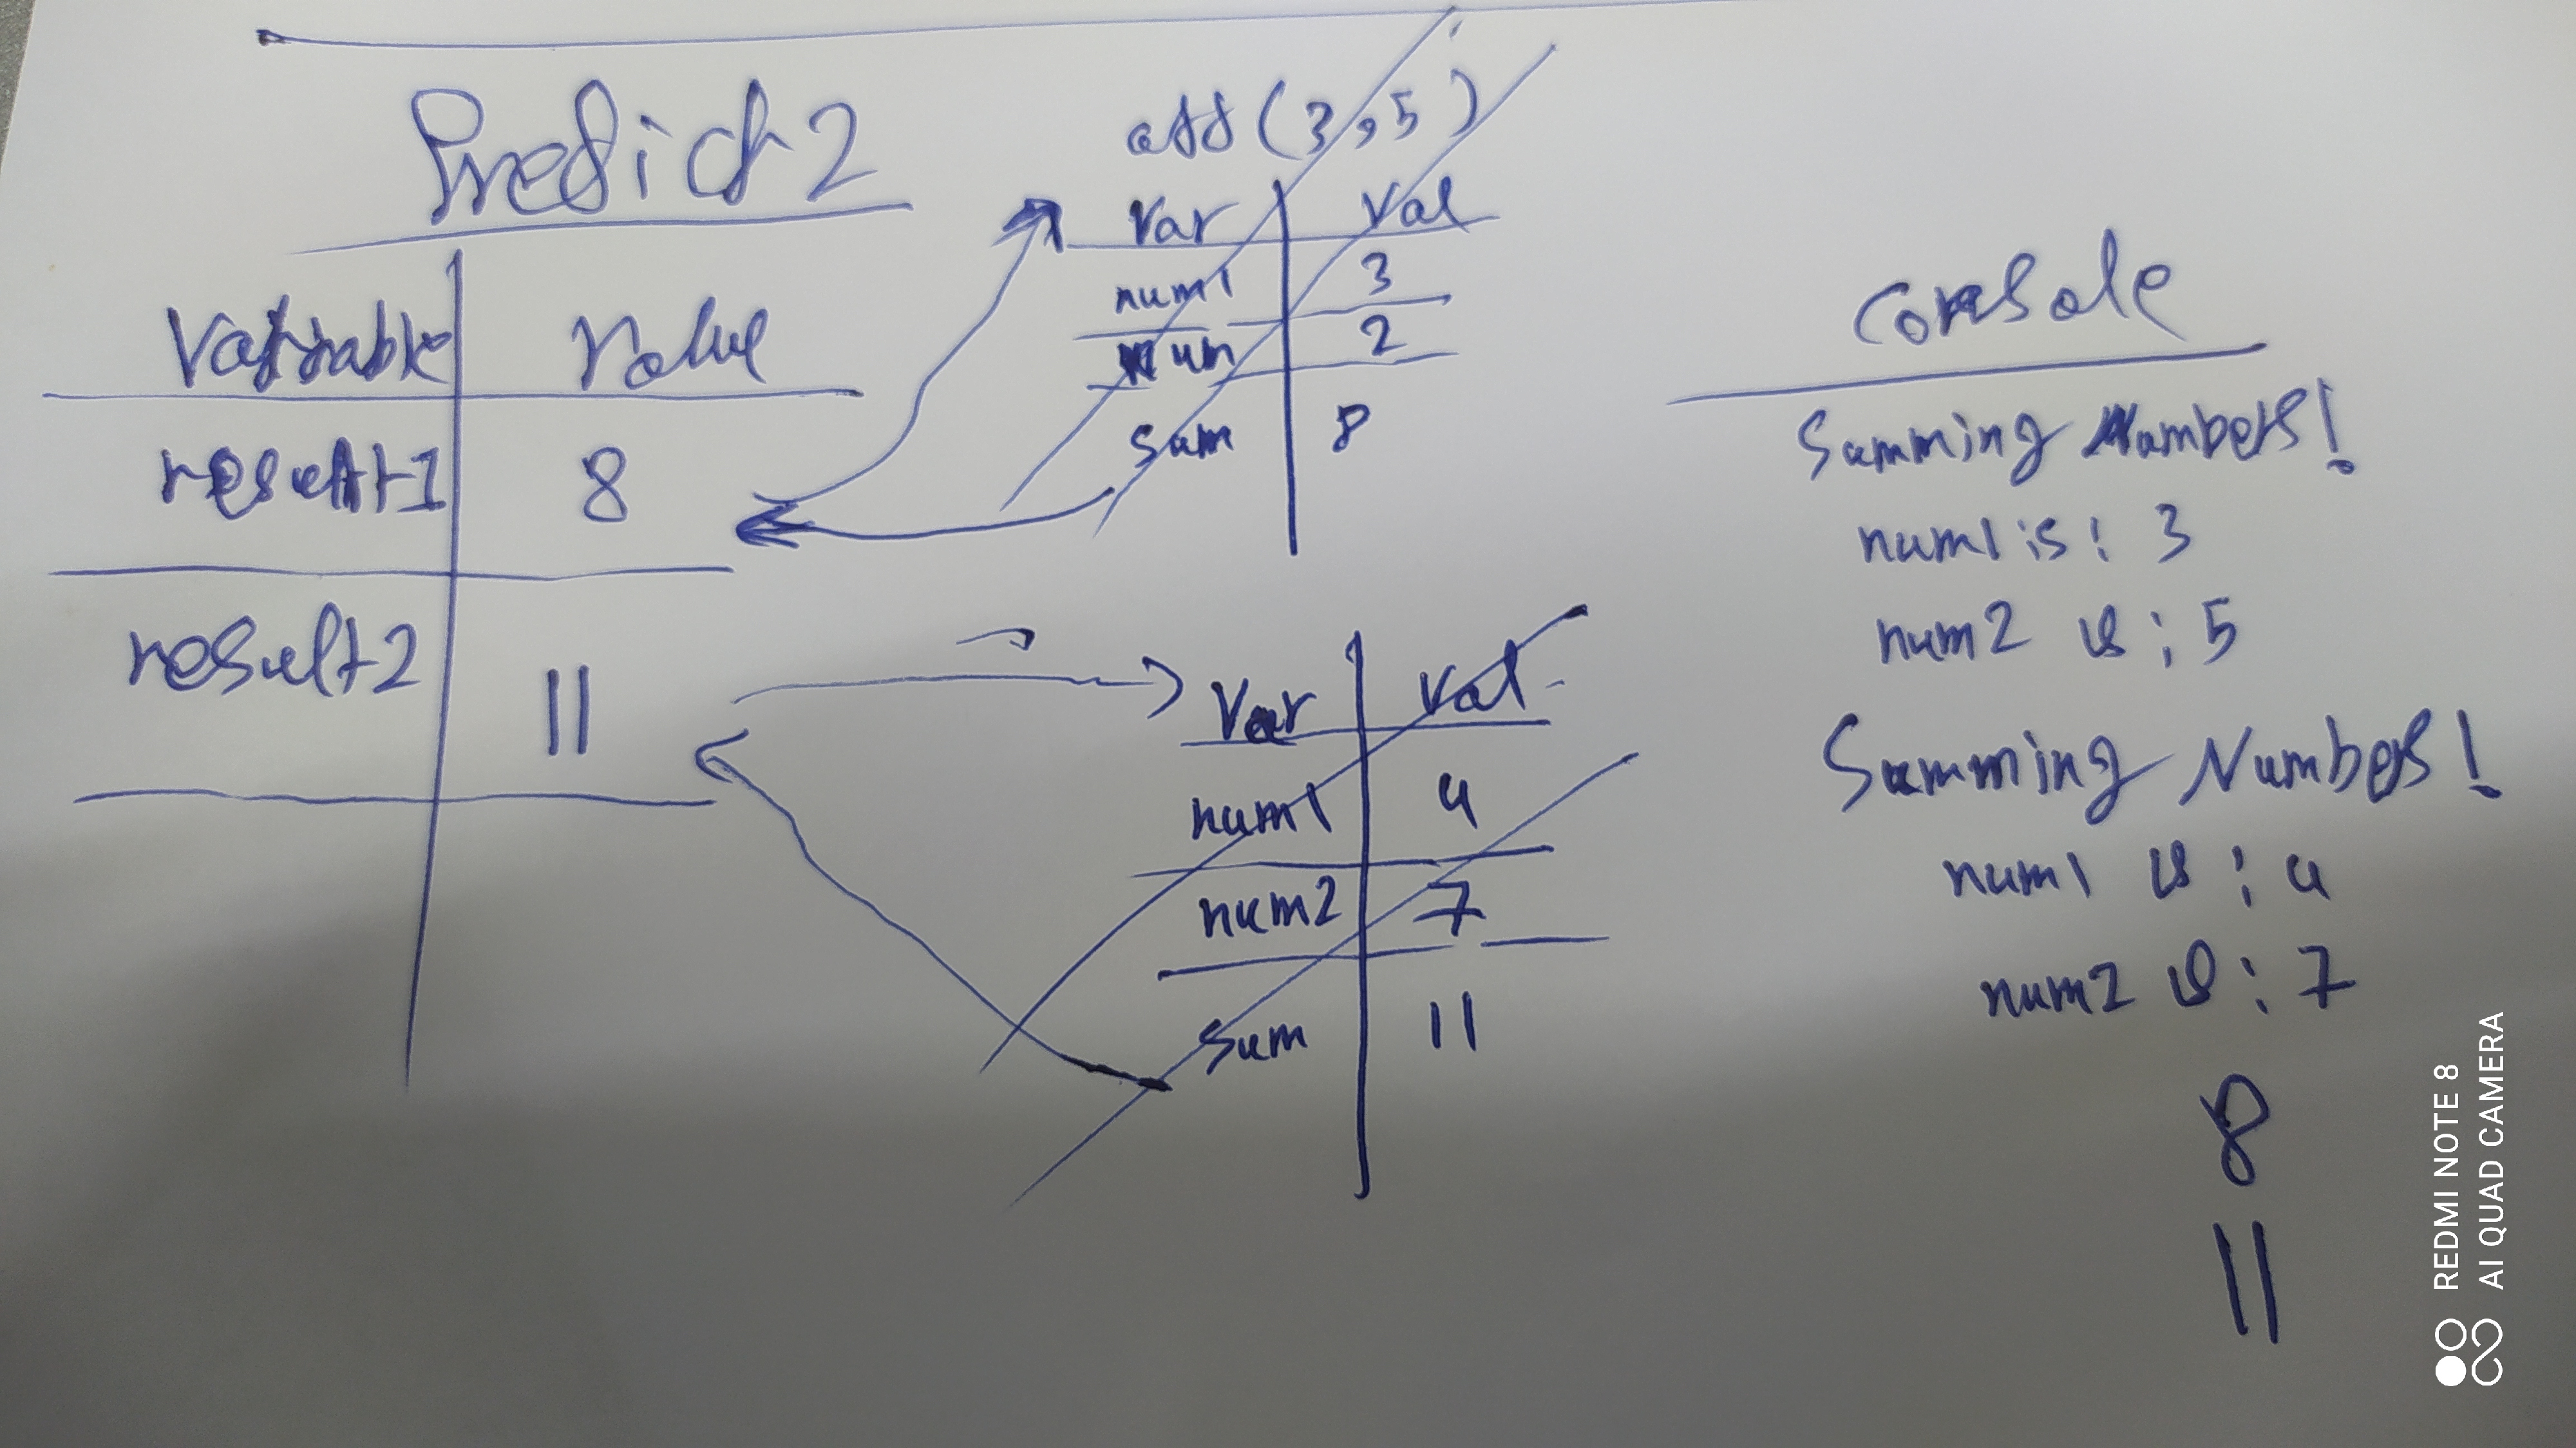 Predict 2
Variable Value
result1 8
result2 11
add(3,5)
Var Val
num1 3
Num 2
Sum 8
Var Val
num1 4
num2 7
Sum 11
Console
Summing Numbers!
num1 is: 3
num2 is: 5
Summing Numbers!
num1 is: 4
num2 is: 7
8
11
REDMI NOTE 8
AI QUAD CAMERA